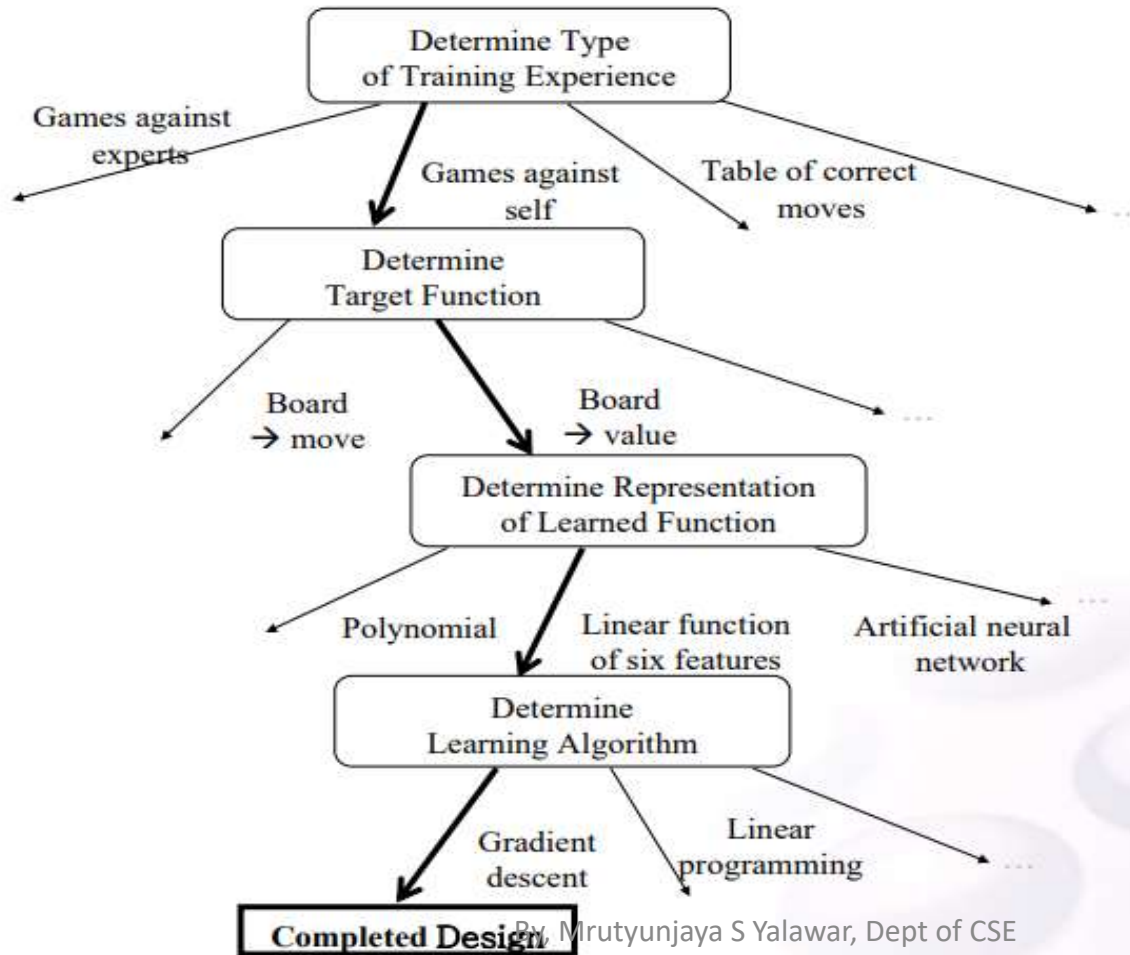 Determine Type
of Training Experience
Games against
experts
Games against
self
Table of correct
moves
...
Determine
Target Function
Board
→ move
Board
→ value
...
Determine Representation
of Learned Function
Polynomial
Linear function
of six features
...
Artificial neural
network
Determine
Learning Algorithm
Gradient
descent
Linear
programming
...
Completed Design
By, Mrutyunjaya S Yalawar, Dept of CSE